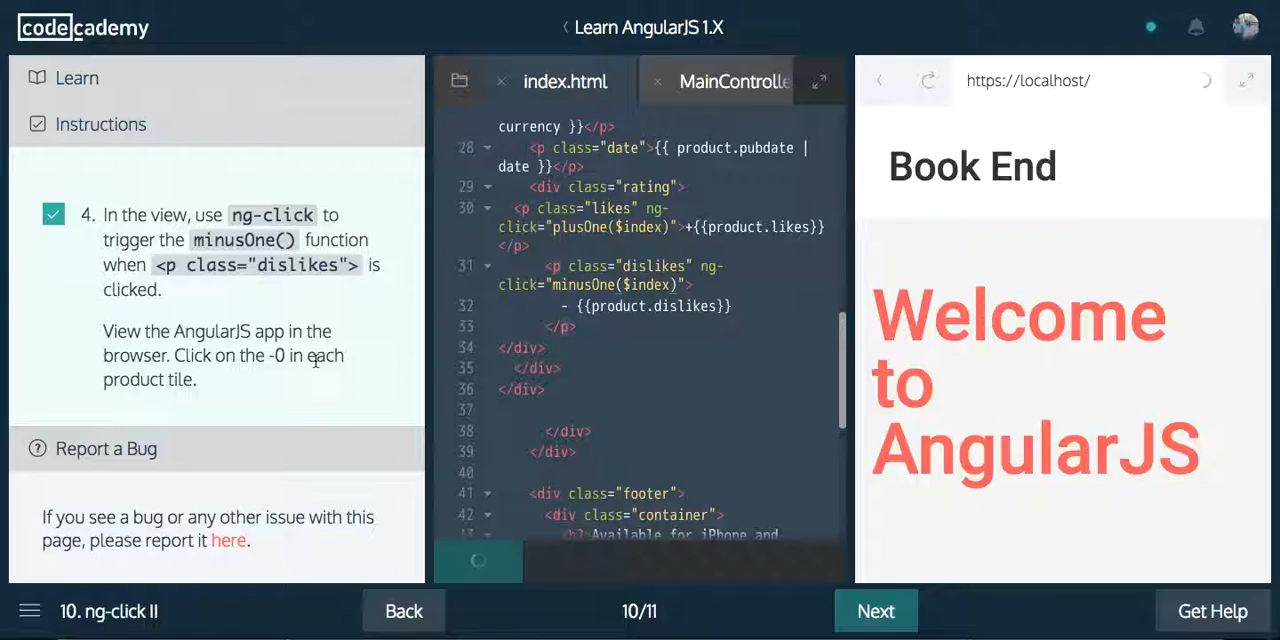 codecademy
Learn AngularJS 1.X
Learn
Instructions
4. In the view, use ng-click to
trigger the minusOne() function
when <p class="dislikes"> is
clicked.
View the AngularJS app in the
browser. Click on the -0 in each
product tile.
Report a Bug
If you see a bug or any other issue with this
page, please report it here.
index.html
MainControlle
currency }}</p>
28 <p class="date">{{ product.pubdate |
date }}</p>
29 <div class="rating">
30 <p class="likes" ng-
click="plusOne($index)">+{{product.likes}}
</p>
31 <p class="dislikes" ng-
click="minusOne($index)">
32 - {{product.dislikes}}
33 </p>
34 </div>
35 </div>
36 </div>
37
38 </div>
39 </div>
40
41 <div class="footer">
42 <div class="container">
43 <h2>Available for iPhone and
https://localhost/
Book End
Welcome
to
AngularJS
10. ng-click II
Back
10/11
Next
Get Help